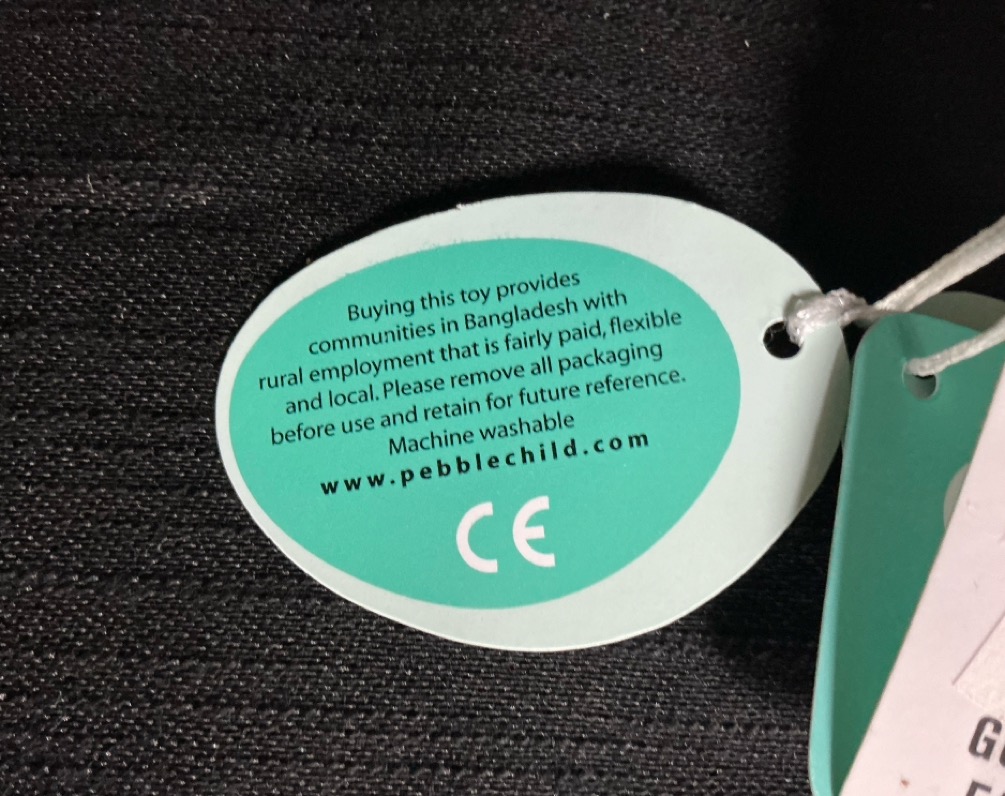 Buying this toy provides
communities in Bangladesh with
rural employment that is fairly paid, flexible
and local. Please remove all packaging
before use and retain for future reference.
Machine washable
www.pebblechild.com
CE